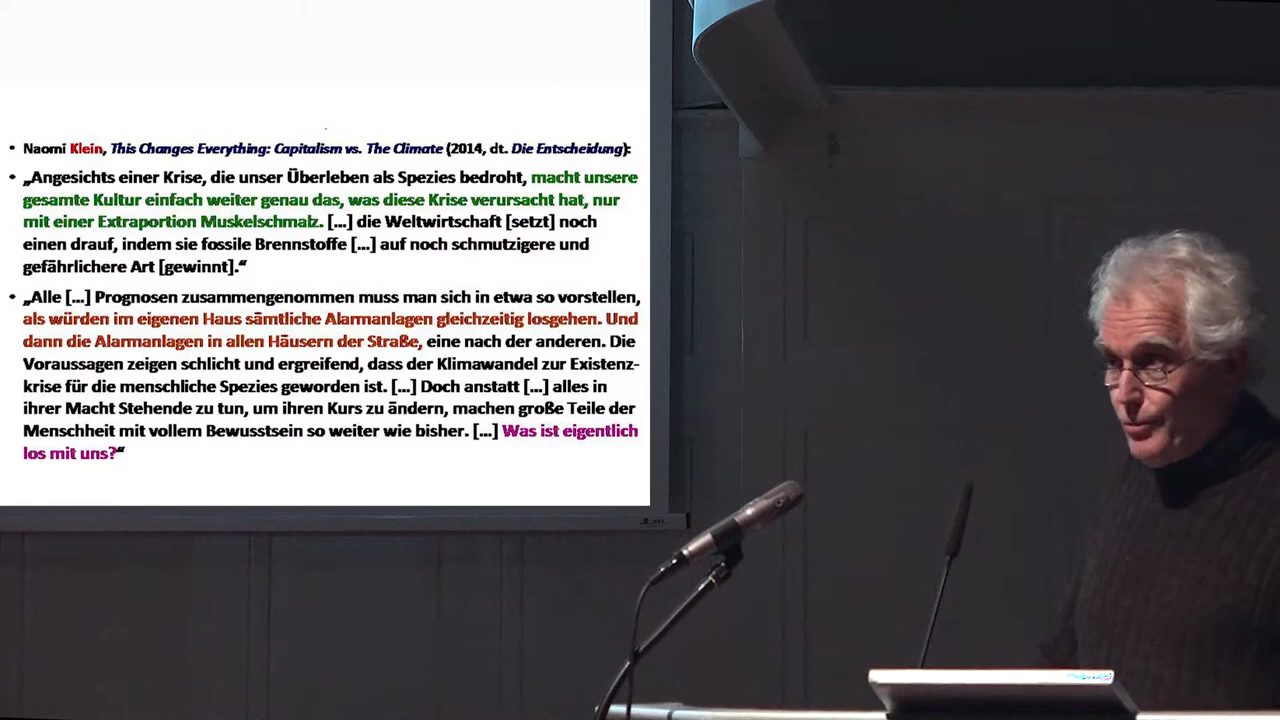 • Naomi Klein, This Changes Everything: Capitalism vs. The Climate (2014, dt. Die Entscheidung):
• „Angesichts einer Krise, die unser Überleben als Spezies bedroht, macht unsere
gesamte Kultur einfach weiter genau das, was diese Krise verursacht hat, nur
mit einer Extraportion Muskelschmalz. [...] die Weltwirtschaft [setzt] noch
einen drauf, indem sie fossile Brennstoffe [...] auf noch schmutzigere und
gefährlichere Art [gewinnt].“
• „Alle [...] Prognosen zusammengenommen muss man sich in etwa so vorstellen,
als würden im eigenen Haus sämtliche Alarmanlagen gleichzeitig losgehen. Und
dann die Alarmanlagen in allen Häusern der Straße, eine nach der anderen. Die
Voraussagen zeigen schlicht und ergreifend, dass der Klimawandel zur Existenz-
krise für die menschliche Spezies geworden ist. [...] Doch anstatt [...] alles in
ihrer Macht Stehende zu tun, um ihren Kurs zu ändern, machen große Teile der
Menschheit mit vollem Bewusstsein so weiter wie bisher. [...] Was ist eigentlich
los mit uns?“